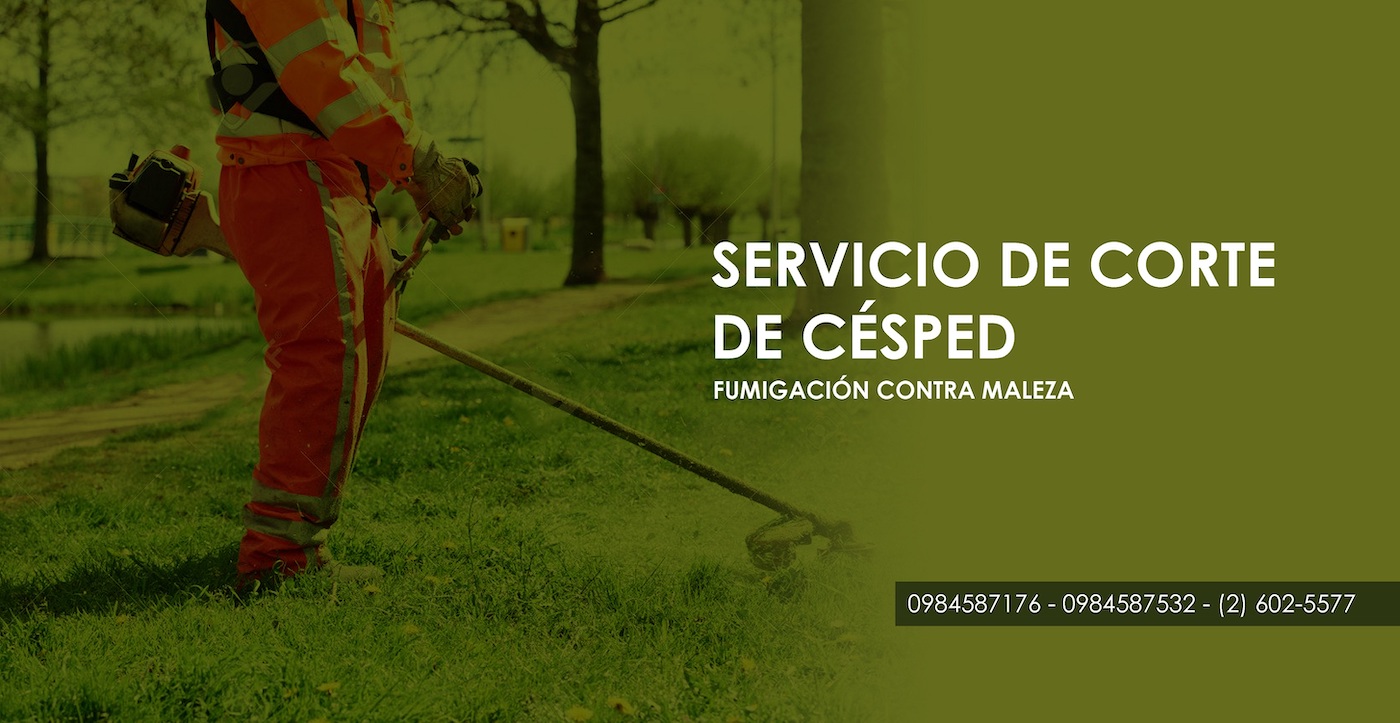 SERVICIO DE CORTE
DE CÉSPED
FUMIGACIÓN CONTRA MALEZA
0984587176 - 0984587532 - (2) 602-5577